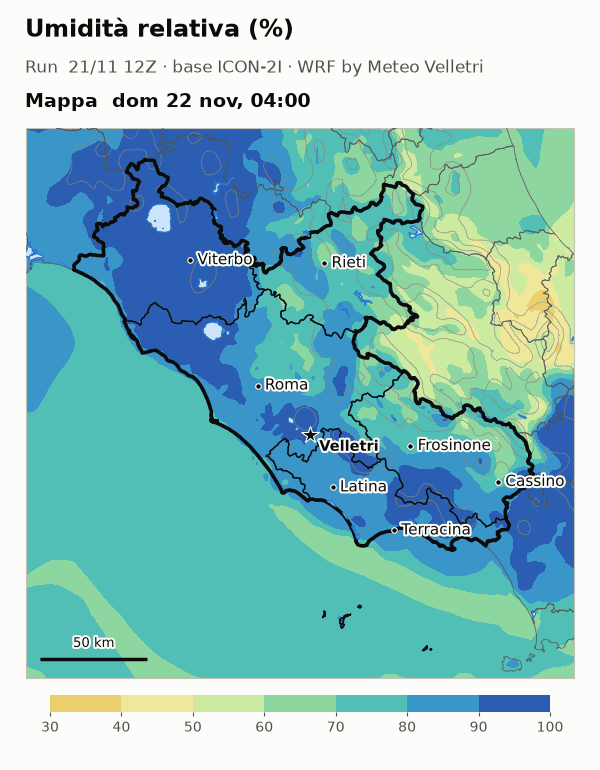 Umidità relativa (%)
Run 21/11 12Z · base ICON-2I · WRF by Meteo Velletri
Mappa dom 22 nov, 04:00
Viterbo
Rieti
Roma
Velletri
Frosinone
Cassino
Latina
Terracina
50 km
30 40 50 60 70 80 90 100